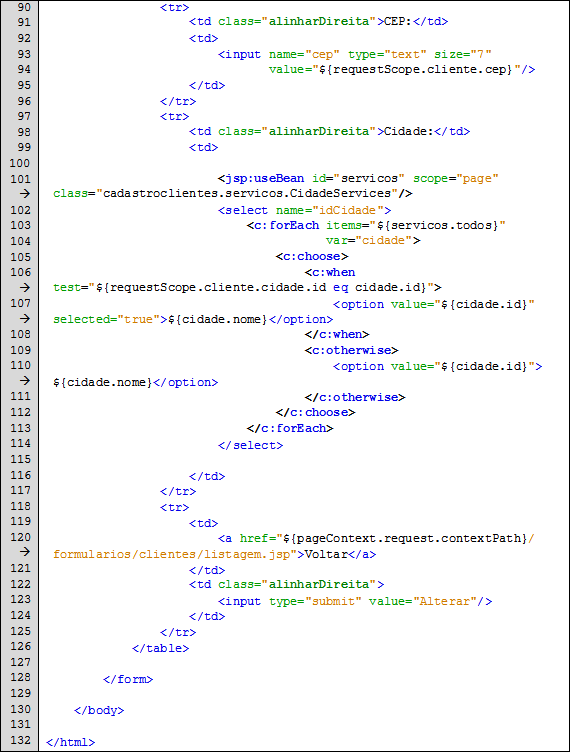 90                 <tr>
91                     <td class="alinharDireita">CEP:</td>
92                     <td>
93                         <input name="cep" type="text" size="7"
94                                value="${requestScope.cliente.cep}"/>
95                     </td>
96                 </tr>
97                 <tr>
98                     <td class="alinharDireita">Cidade:</td>
99                     <td>
100
101                         <jsp:useBean id="servicos" scope="page"
→ class="cadastroclientes.servicos.CidadeServices"/>
102                         <select name="idCidade">
103                             <c:forEach items="${servicos.todos}"
104                                        var="cidade">
105                                 <c:choose>
106                                     <c:when
→ test="${requestScope.cliente.cidade.id eq cidade.id}">
107                                         <option value="${cidade.id}"
→ selected="true">${cidade.nome}</option>
108                                     </c:when>
109                                     <c:otherwise>
110                                         <option value="${cidade.id}">
→ ${cidade.nome}</option>
111                                     </c:otherwise>
112                                 </c:choose>
113                             </c:forEach>
114                         </select>
115
116                     </td>
117                 </tr>
118                 <tr>
119                     <td>
120                         <a href="${pageContext.request.contextPath}/
→ formularios/clientes/listagem.jsp">Voltar</a>
121                     </td>
122                     <td class="alinharDireita">
123                         <input type="submit" value="Alterar"/>
124                     </td>
125                 </tr>
126             </table>
127
128         </form>
129
130     </body>
131
132 </html>